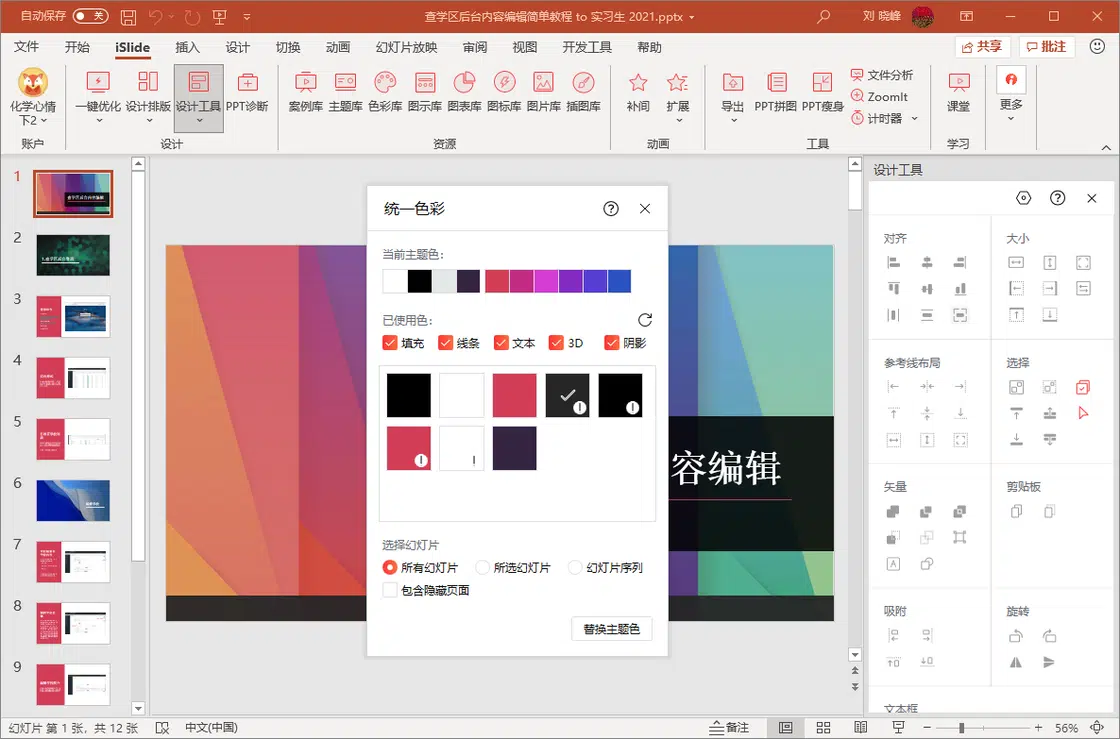 自动保存 关 查学区后台内容编辑简单教程 to 实习生 2021.pptx 刘 晓峰
文件 开始 iSlide 插入 设计 切换 动画 幻灯片放映 审阅 视图 开发工具 帮助 共享 批注
化学心情下2 一键优化 设计排版 设计工具 PPT诊断 案例库 主题库 色彩库 图示库 图表库 图标库 图片库 插图库 补间 扩展 导出 PPT拼图 PPT瘦身 文件分析 课堂 更多
ZoomIt
计时器
账户 设计 资源 动画 工具 学习
设计工具
统一色彩
当前主题色:
已使用色:
填充 线条 文本 3D 阴影
选择幻灯片
所有幻灯片 所选幻灯片 幻灯片序列
包含隐藏页面
替换主题色
容编辑
1
2
3
4
5
6
7
8
9
对齐 大小
参考线布局 选择
矢量 剪贴板
吸附 旋转
文本框
幻灯片 第 1 张，共 12 张 中文(中国) 备注 56%